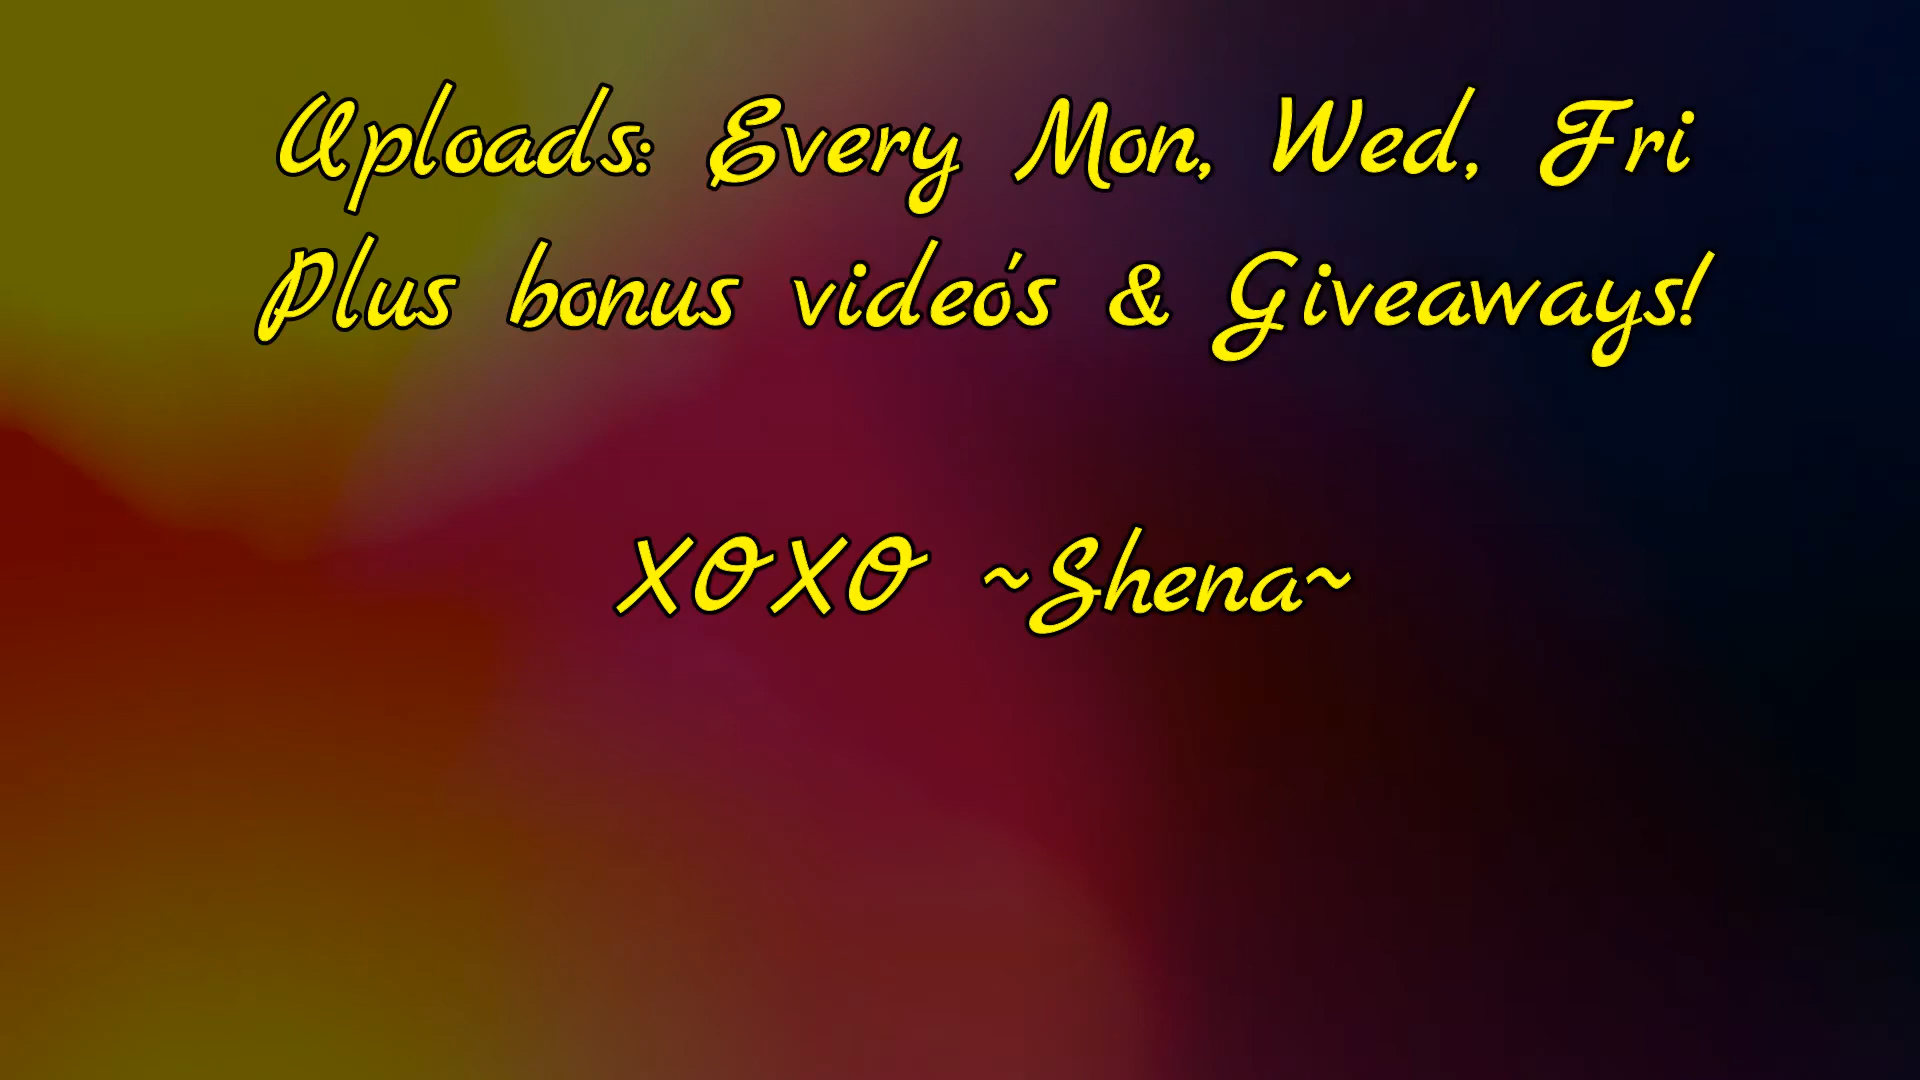 Uploads: Every Mon, Wed, Fri
Plus bonus video's & Giveaways!
XOXO ~Shena~